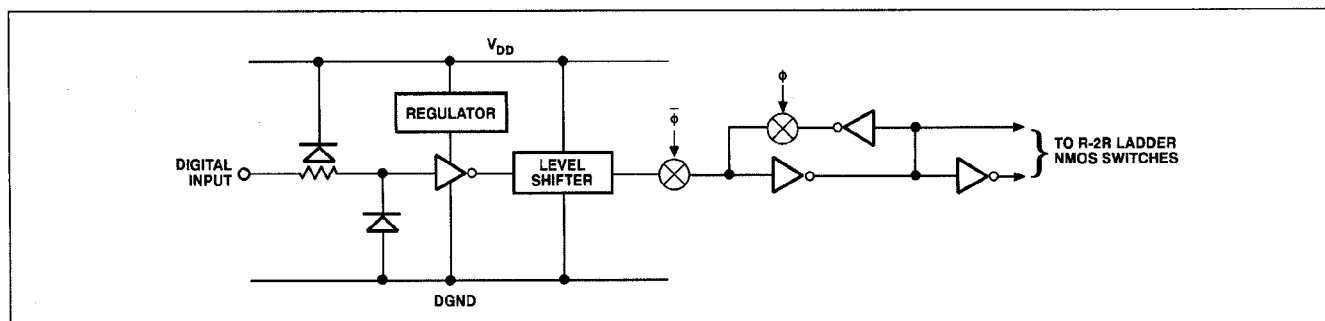 V_DD
REGULATOR
DIGITAL
INPUT
LEVEL
SHIFTER
DGND
ϕ̄
ϕ
TO R-2R LADDER
NMOS SWITCHES